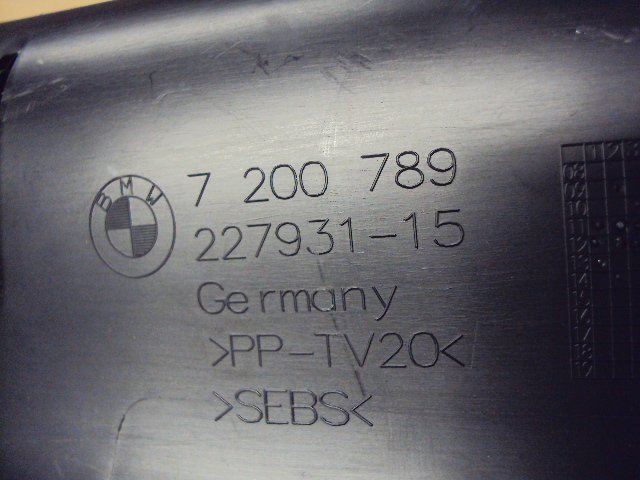 BMW
7 200 789
227931-15
Germany
>PP-TV20<
>SEBS<